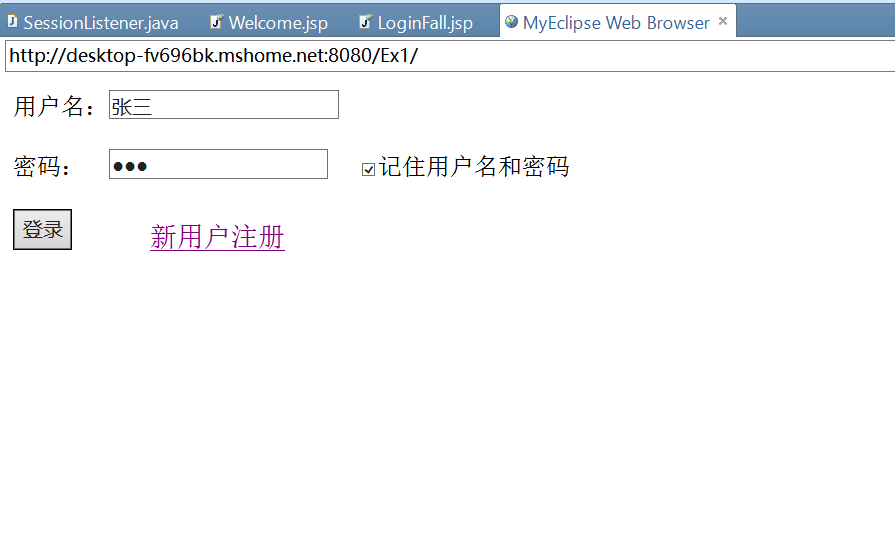 SessionListener.java Welcome.jsp LoginFall.jsp MyEclipse Web Browser
http://desktop-fv696bk.mshome.net:8080/Ex1/
用户名： 张三
密码： ●●● 记住用户名和密码
登录 新用户注册